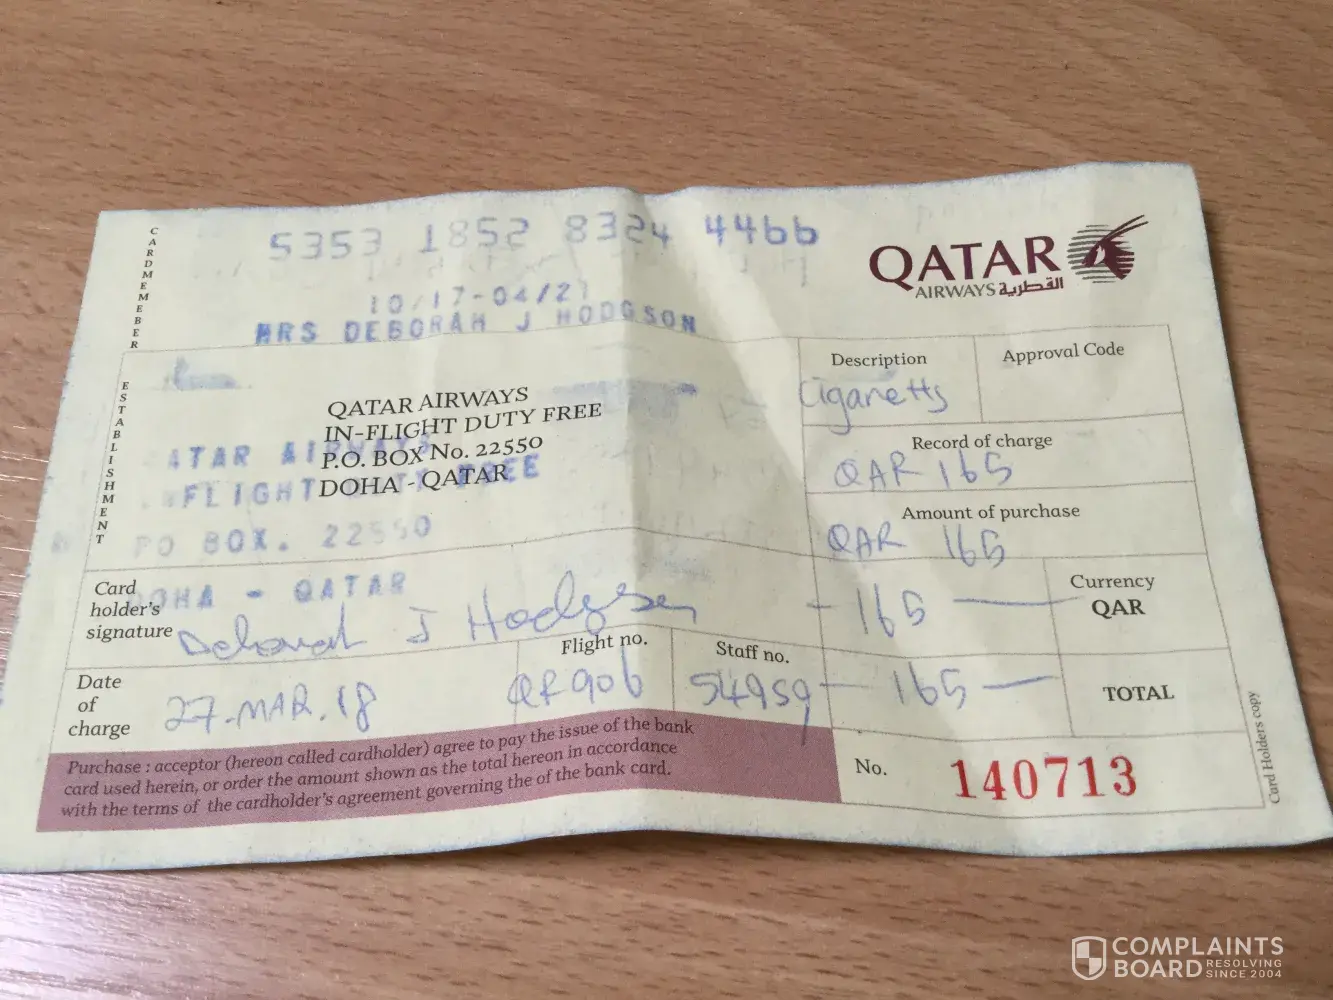 CARDMEMEBER
5353 1852 8324 4466
10/17-04/21
MRS DEBORAH J HODGSON
QATAR
AIRWAYS القطرية
ESTABLISHMENT
QATAR AIRWAYS
IN-FLIGHT DUTY FREE
P.O. BOX No. 22550
DOHA - QATAR
ATAR AIRWAYS
FLIGHT DUTY FREE
PO BOX. 22550
DOHA - QATAR
Description
Cigaretts
Approval Code
Record of charge
QAR 165
Amount of purchase
QAR 165
Card holder's signature
Deborah J Hodgson
- 165 -
Currency
QAR
Date of charge
27-MAR.18
Flight no.
QR906
Staff no.
54959
- 165 -
TOTAL
Purchase : acceptor (hereon called cardholder) agree to pay the issue of the bank
card used herein, or order the amount shown as the total hereon in accordance
with the terms of the cardholder's agreement governing the of the bank card.
No. 140713
Card Holders copy
COMPLAINTS
BOARD RESOLVING
SINCE 2004